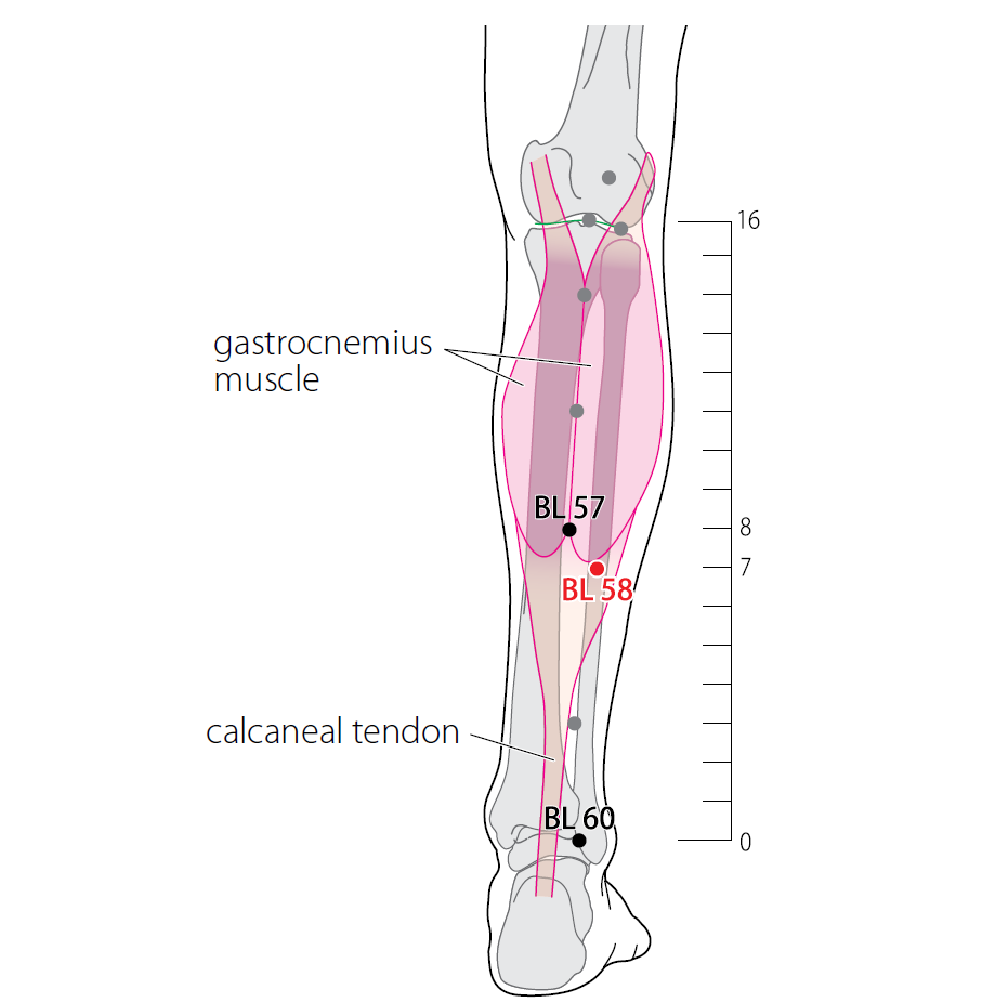 16
gastrocnemius
muscle
BL 57
8
7
BL 58
calcaneal tendon
BL 60
0